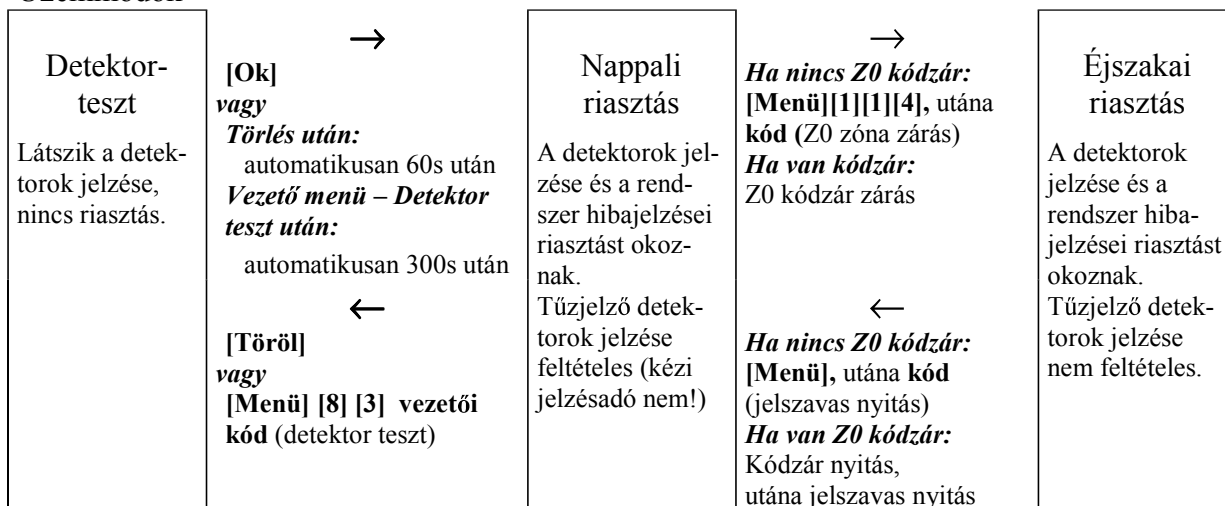 Detektor-
teszt
Látszik a detek-
torok jelzése,
nincs riasztás.
→
[Ok]
vagy
Törlés után:
automatikusan 60s után
Vezető menü – Detektor
teszt után:
automatikusan 300s után
←
[Töröl]
vagy
[Menü] [8] [3] vezetői
kód (detektor teszt)
Nappali
riasztás
A detektorok jel-
zése és a rend-
szer hibajelzései
riasztást okoz-
nak.
Tűzjelző detek-
torok jelzése
feltételes (kézi
jelzésadó nem!)
→
Ha nincs Z0 kódzár:
[Menü][1][1][4], utána
kód (Z0 zóna zárás)
Ha van kódzár:
Z0 kódzár zárás
←
Ha nincs Z0 kódzár:
[Menü], utána kód
(jelszavas nyitás)
Ha van Z0 kódzár:
Kódzár nyitás,
utána jelszavas nyitás
Éjszakai
riasztás
A detektorok
jelzése és a
rendszer hiba-
jelzései riasztást
okoznak.
Tűzjelző detek-
torok jelzése
nem feltételes.